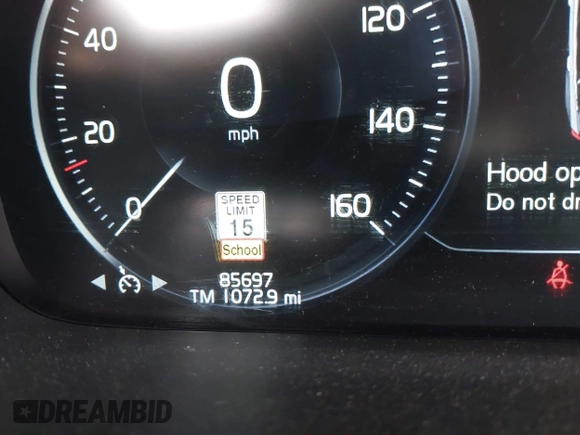 120
40
0
mph
140
20
Hood op
Do not dr
SPEED
LIMIT
15
School
0
160
85697
TM 1072.9 mi
DREAMBID